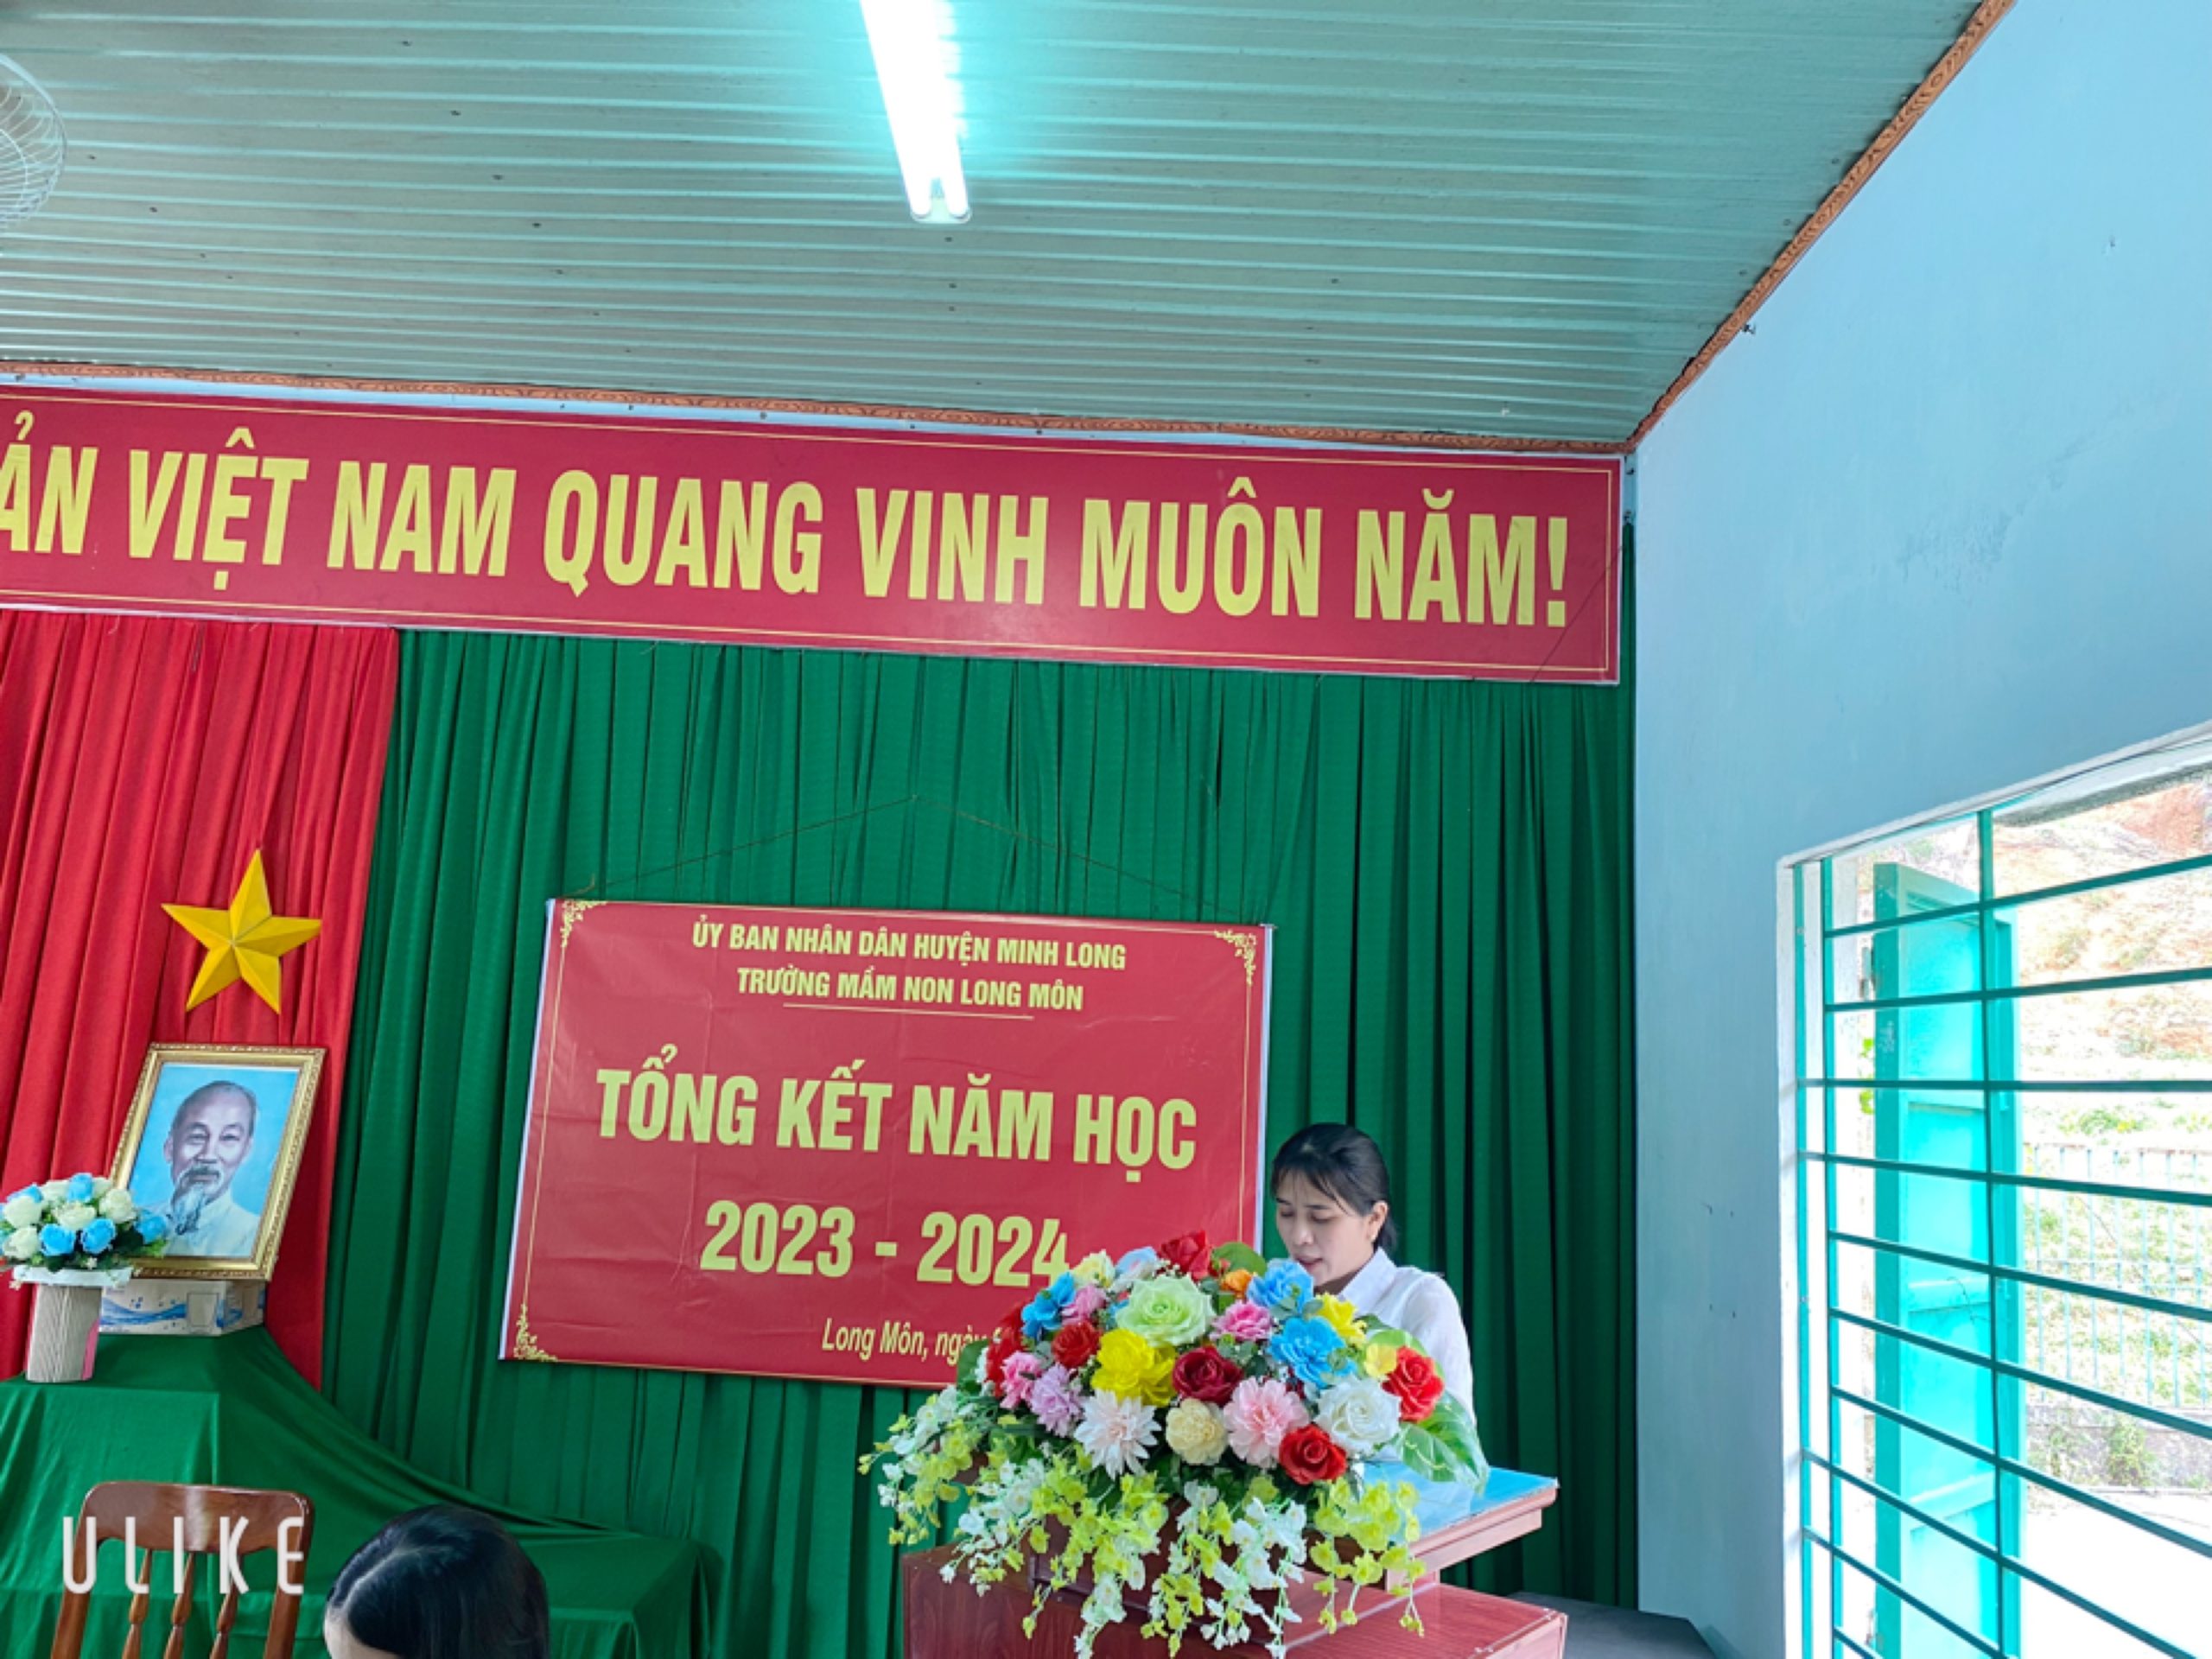 VIỆT NAM QUANG VINH MUÔN NĂM!
ỦY BAN NHÂN DÂN HUYỆN MINH LONG
TRƯỜNG MẦM NON LONG MÔN
TỔNG KẾT NĂM HỌC
2023 - 2024
Long Môn, ngày
ULIKE